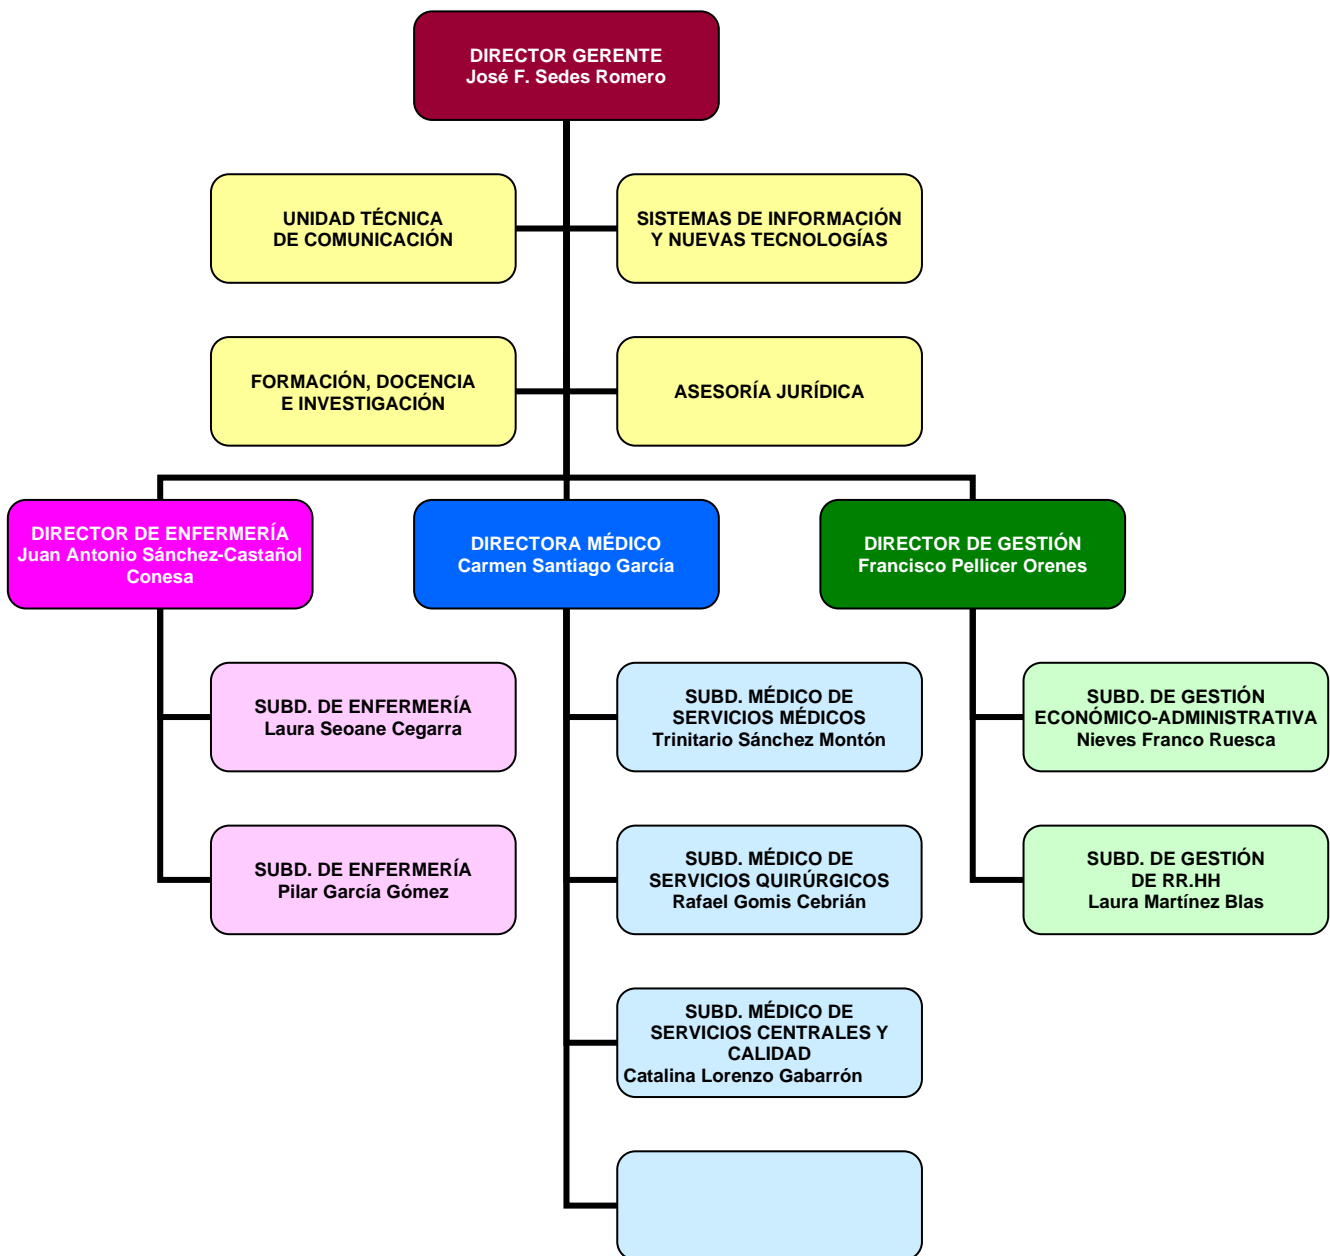 DIRECTOR GERENTE
José F. Sedes Romero
UNIDAD TÉCNICA
DE COMUNICACIÓN
SISTEMAS DE INFORMACIÓN
Y NUEVAS TECNOLOGÍAS
FORMACIÓN, DOCENCIA
E INVESTIGACIÓN
ASESORÍA JURÍDICA
DIRECTOR DE ENFERMERÍA
Juan Antonio Sánchez-Castañol
Conesa
DIRECTORA MÉDICO
Carmen Santiago García
DIRECTOR DE GESTIÓN
Francisco Pellicer Orenes
SUBD. DE ENFERMERÍA
Laura Seoane Cegarra
SUBD. MÉDICO DE
SERVICIOS MÉDICOS
Trinitario Sánchez Montón
SUBD. DE GESTIÓN
ECONÓMICO-ADMINISTRATIVA
Nieves Franco Ruesca
SUBD. DE ENFERMERÍA
Pilar García Gómez
SUBD. MÉDICO DE
SERVICIOS QUIRÚRGICOS
Rafael Gomis Cebrián
SUBD. DE GESTIÓN
DE RR.HH
Laura Martínez Blas
SUBD. MÉDICO DE
SERVICIOS CENTRALES Y
CALIDAD
Catalina Lorenzo Gabarrón